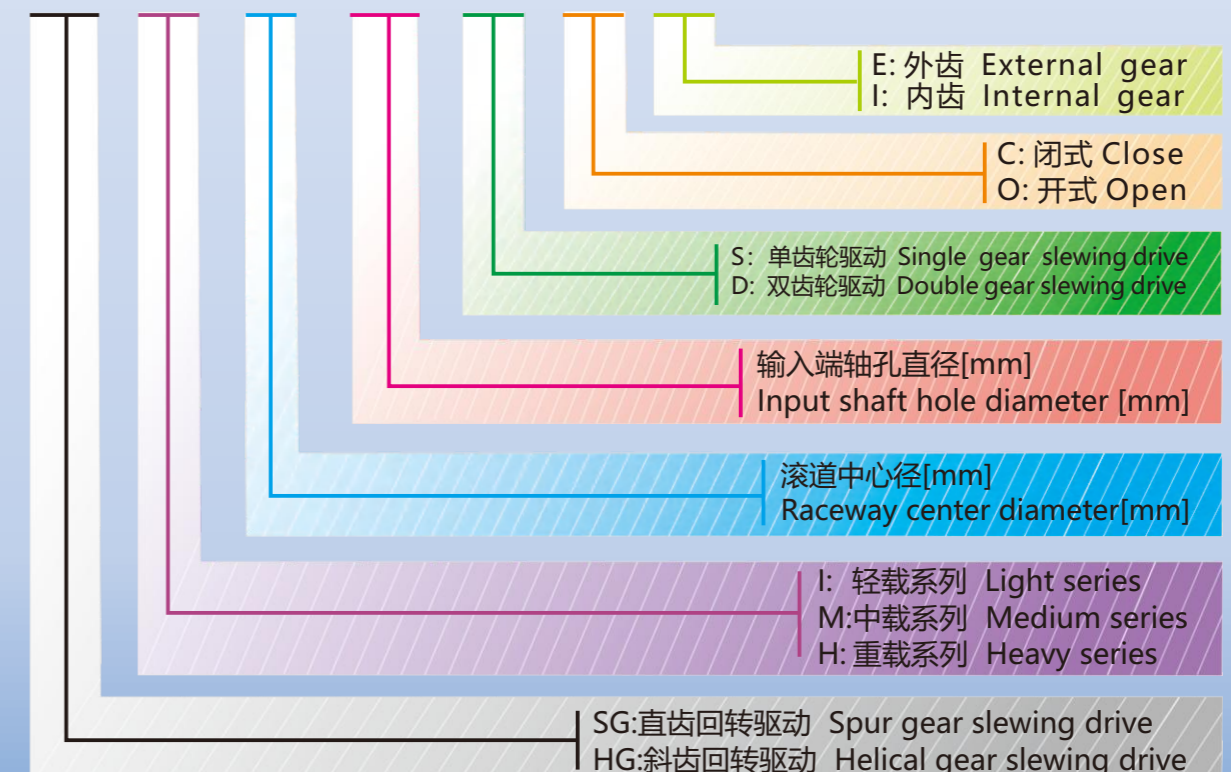 E: 外齿 External gear
I: 内齿 Internal gear
C: 闭式 Close
O: 开式 Open
S: 单齿轮驱动 Single gear slewing drive
D: 双齿轮驱动 Double gear slewing drive
输入端轴孔直径[mm]
Input shaft hole diameter [mm]
滚道中心径[mm]
Raceway center diameter[mm]
I: 轻载系列 Light series
M:中载系列 Medium series
H: 重载系列 Heavy series
SG:直齿回转驱动 Spur gear slewing drive
HG:斜齿回转驱动 Helical gear slewing drive